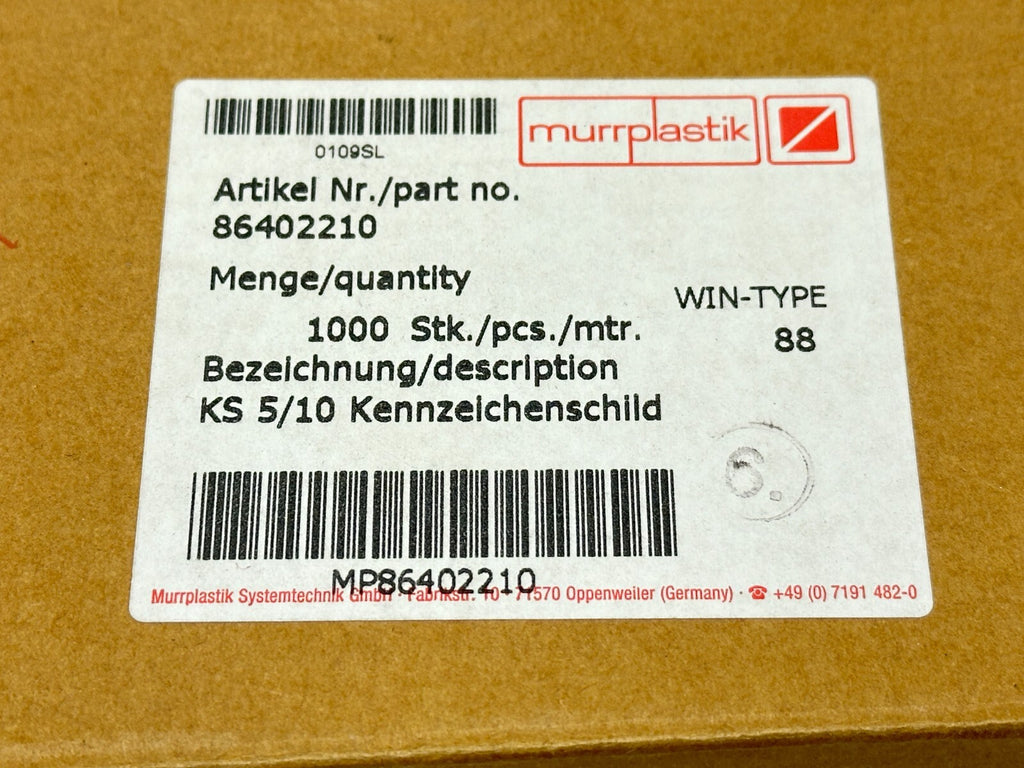 0109SL
murrplastik
Artikel Nr./part no.
86402210
Menge/quantity
WIN-TYPE
1000 Stk./pcs./mtr.
88
Bezeichnung/description
KS 5/10 Kennzeichenschild
6.
MP86402210
Murrplastik Systemtechnik GmbH · Fabrikstr. 10 · 71570 Oppenweiler (Germany) · ☎ +49 (0) 7191 482-0